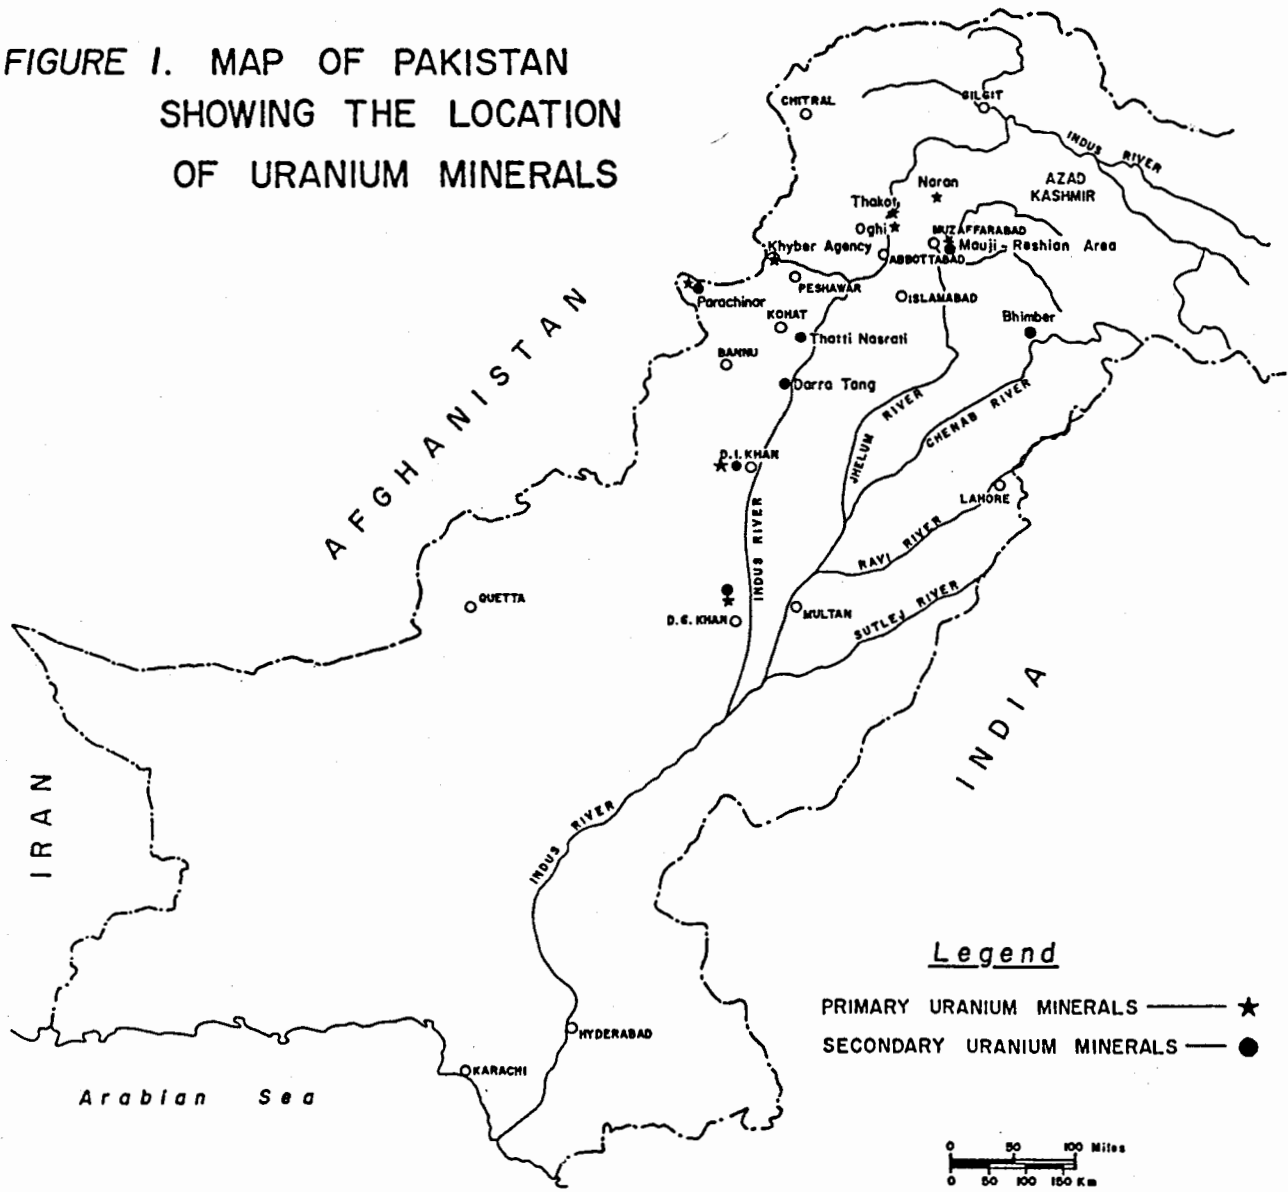 FIGURE 1. MAP OF PAKISTAN
SHOWING THE LOCATION
OF URANIUM MINERALS
CHITRAL
GILGIT
INDUS RIVER
AZAD
KASHMIR
Naran
Thakot
Oghi
MUZAFFARABAD
Mauji - Reshian Area
Khyber Agency
ABBOTTABAD
PESHAWAR
ISLAMABAD
Parachinar
KOHAT
Bhimber
Thatti Nasrati
BANNU
Darra Tang
AFGHANISTAN
JHELUM RIVER
CHENAB RIVER
D.I. KHAN
LAHORE
INDUS RIVER
RAVI RIVER
QUETTA
D.G. KHAN
MULTAN
SUTLEJ RIVER
INDIA
IRAN
INDUS RIVER
Legend
PRIMARY URANIUM MINERALS
SECONDARY URANIUM MINERALS
HYDERABAD
KARACHI
Arabian Sea
0 50 100 Miles
0 50 100 150 Km